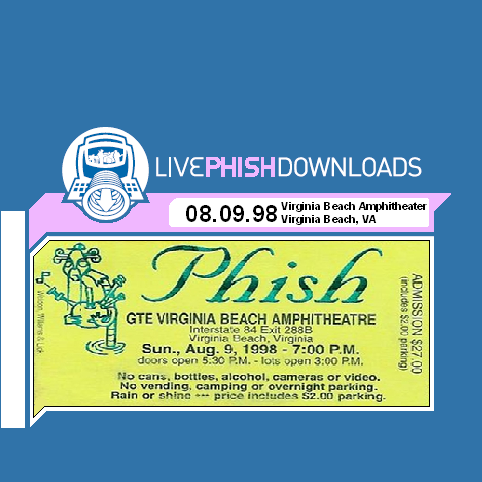 LIVEPHISHDOWNLOADS
08.09.98
Virginia Beach Amphitheater
Virginia Beach, VA
Phish
GTE VIRGINIA BEACH AMPHITHEATRE
Interstate 84 Exit 288B
Virginia Beach, Virginia
Sun., Aug. 9, 1998 - 7:00 P.M.
doors open 5:30 P.M. - lots open 3:00 P.M.
No cans, bottles, alcohol, cameras or video.
No vending, camping or overnight parking.
Rain or shine --- price includes $2.00 parking.
ADMISSION $27.00
(includes $2.00 parking)